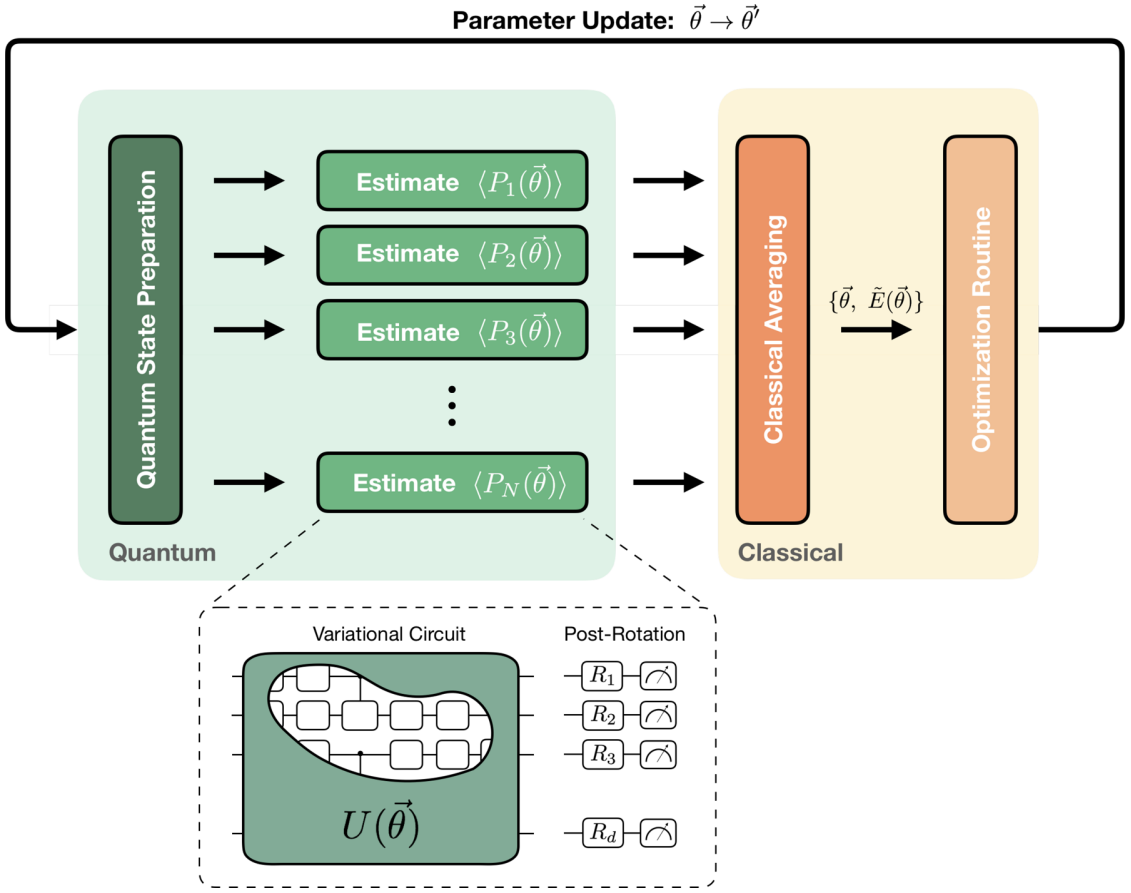 Parameter Update: $\vec{\theta} \rightarrow \vec{\theta}'$
Quantum State Preparation
Estimate $\langle P_1(\vec{\theta}) \rangle$
Estimate $\langle P_2(\vec{\theta}) \rangle$
Estimate $\langle P_3(\vec{\theta}) \rangle$
Estimate $\langle P_N(\vec{\theta}) \rangle$
Quantum
Classical Averaging
$\{\vec{\theta},\ \tilde{E}(\vec{\theta})\}$
Optimization Routine
Classical
Variational Circuit
$U(\vec{\theta})$
Post-Rotation
$R_1$
$R_2$
$R_3$
$R_d$